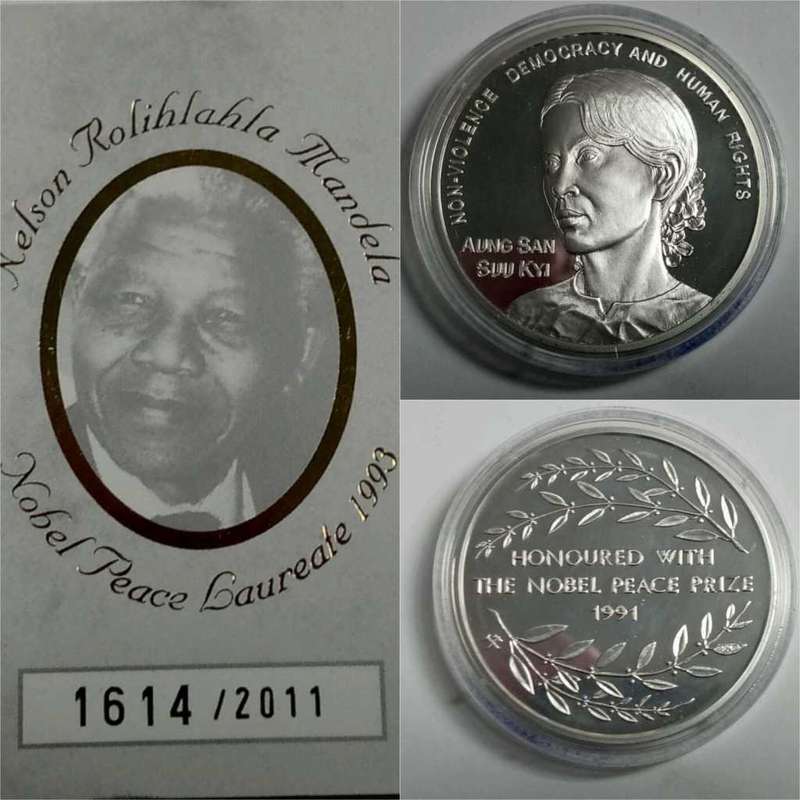 Nelson Rolihlahla Mandela
Nobel Peace Laureate 1993
1614 / 2011
NON-VIOLENCE DEMOCRACY AND HUMAN RIGHTS
AUNG SAN
SUU KYI
HONOURED WITH
THE NOBEL PEACE PRIZE
1991